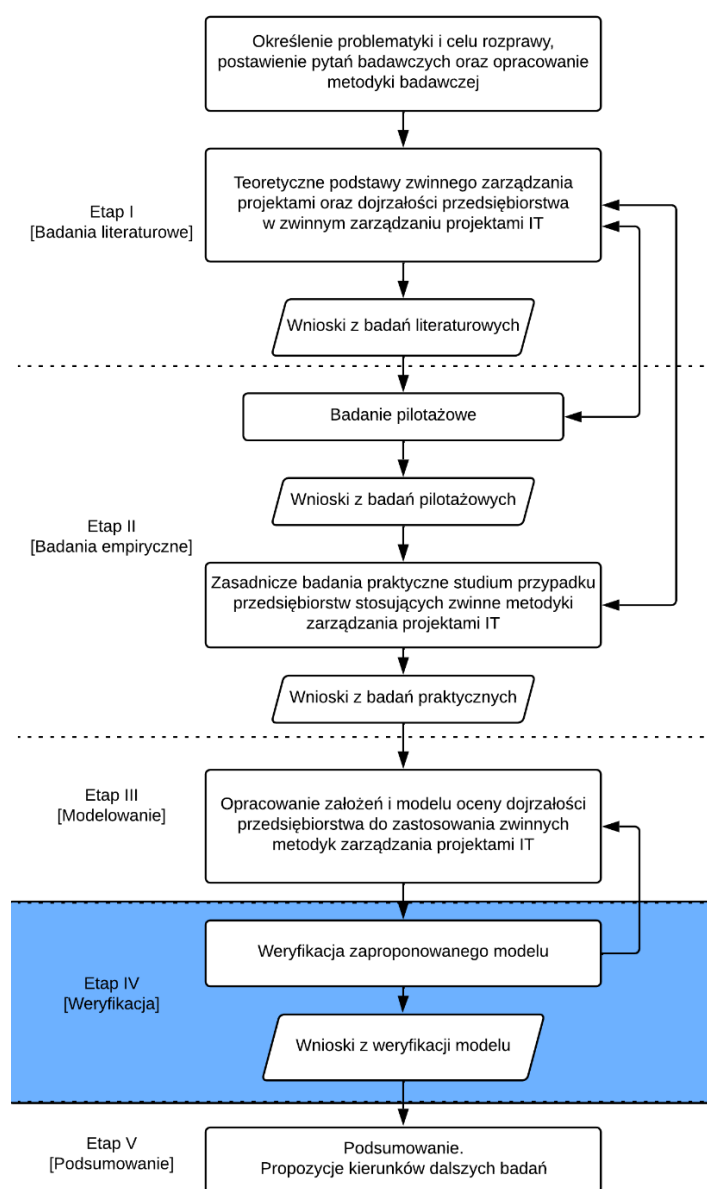 Określenie problematyki i celu rozprawy,
postawienie pytań badawczych oraz opracowanie
metodyki badawczej
Etap I
[Badania literaturowe]
Teoretyczne podstawy zwinnego zarządzania
projektami oraz dojrzałości przedsiębiorstwa
w zwinnym zarządzaniu projektami IT
Wnioski z badań literaturowych
Etap II
[Badania empiryczne]
Badanie pilotażowe
Wnioski z badań pilotażowych
Zasadnicze badania praktyczne studium przypadku
przedsiębiorstw stosujących zwinne metodyki
zarządzania projektami IT
Wnioski z badań praktycznych
Etap III
[Modelowanie]
Opracowanie założeń i modelu oceny dojrzałości
przedsiębiorstwa do zastosowania zwinnych
metodyk zarządzania projektami IT
Etap IV
[Weryfikacja]
Weryfikacja zaproponowanego modelu
Wnioski z weryfikacji modelu
Etap V
[Podsumowanie]
Podsumowanie.
Propozycje kierunków dalszych badań